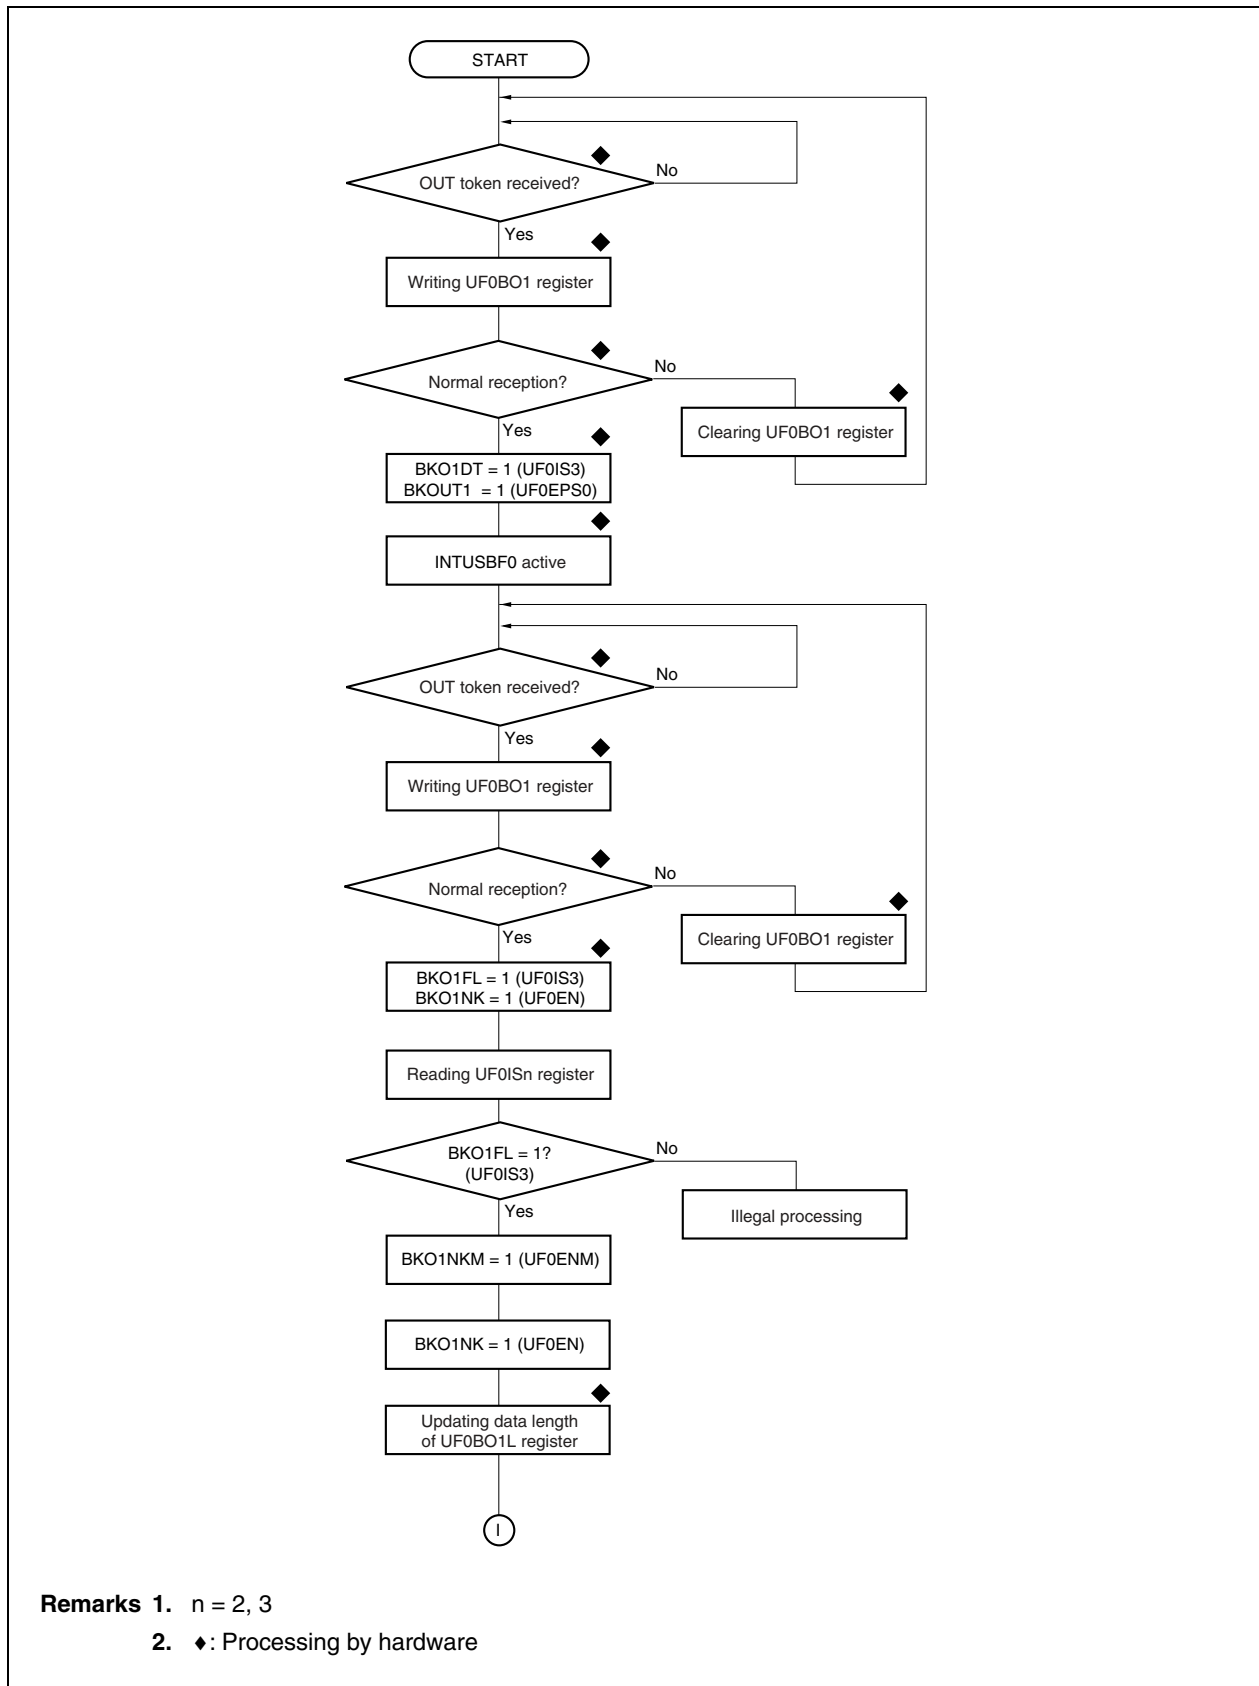 START
OUT token received?
No
Yes
Writing UF0BO1 register
Normal reception?
No
Clearing UF0BO1 register
Yes
BKO1DT = 1 (UF0IS3)
BKOUT1 = 1 (UF0EPS0)
INTUSBF0 active
OUT token received?
No
Yes
Writing UF0BO1 register
Normal reception?
No
Clearing UF0BO1 register
Yes
BKO1FL = 1 (UF0IS3)
BKO1NK = 1 (UF0EN)
Reading UF0ISn register
BKO1FL = 1?
(UF0IS3)
No
Illegal processing
Yes
BKO1NKM = 1 (UF0ENM)
BKO1NK = 1 (UF0EN)
Updating data length
of UF0BO1L register
I
Remarks 1. n = 2, 3
2. ♦: Processing by hardware